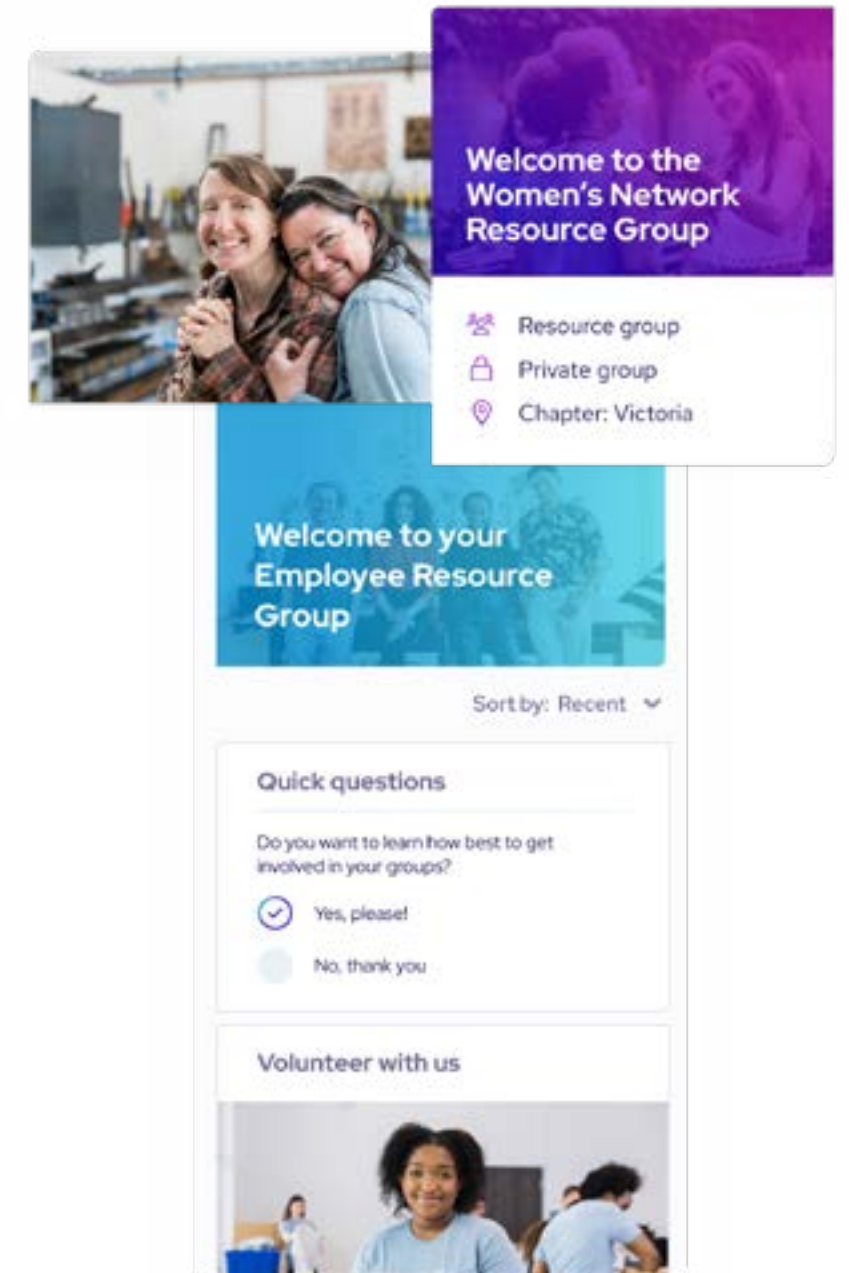 Welcome to the
Women's Network
Resource Group
Resource group
Private group
Chapter: Victoria
Welcome to your
Employee Resource
Group
Sort by: Recent
Quick questions
Do you want to learn how best to get
involved in your groups?
Yes, please!
No, thank you
Volunteer with us